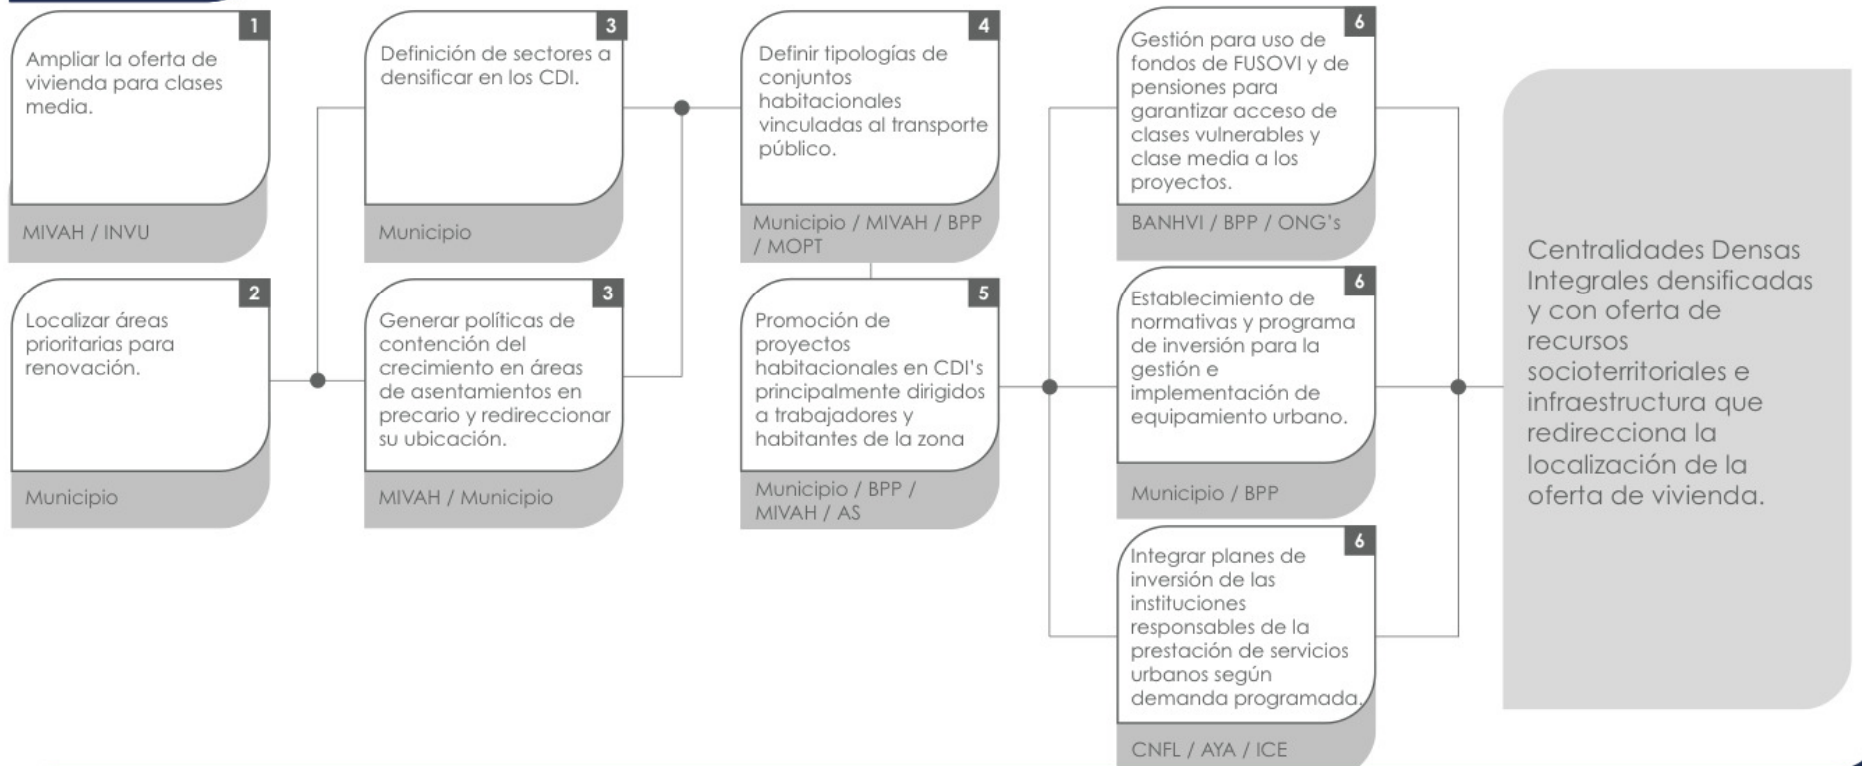 1
Ampliar la oferta de
vivienda para clases
media.
MIVAH / INVU
2
Localizar áreas
prioritarias para
renovación.
Municipio
3
Definición de sectores a
densificar en los CDI.
Municipio
3
Generar políticas de
contención del
crecimiento en áreas
de asentamientos en
precario y redireccionar
su ubicación.
MIVAH / Municipio
4
Definir tipologías de
conjuntos
habitacionales
vinculadas al transporte
público.
Municipio / MIVAH / BPP
/ MOPT
5
Promoción de
proyectos
habitacionales en CDI's
principalmente dirigidos
a trabajadores y
habitantes de la zona
Municipio / BPP /
MIVAH / AS
6
Gestión para uso de
fondos de FUSOVI y de
pensiones para
garantizar acceso de
clases vulnerables y
clase media a los
proyectos.
BANHVI / BPP / ONG's
6
Establecimiento de
normativas y programa
de inversión para la
gestión e
implementación de
equipamiento urbano.
Municipio / BPP
6
Integrar planes de
inversión de las
instituciones
responsables de la
prestación de servicios
urbanos según
demanda programada.
CNFL / AYA / ICE
Centralidades Densas
Integrales densificadas
y con oferta de
recursos
socioterritoriales e
infraestructura que
redirecciona la
localización de la
oferta de vivienda.